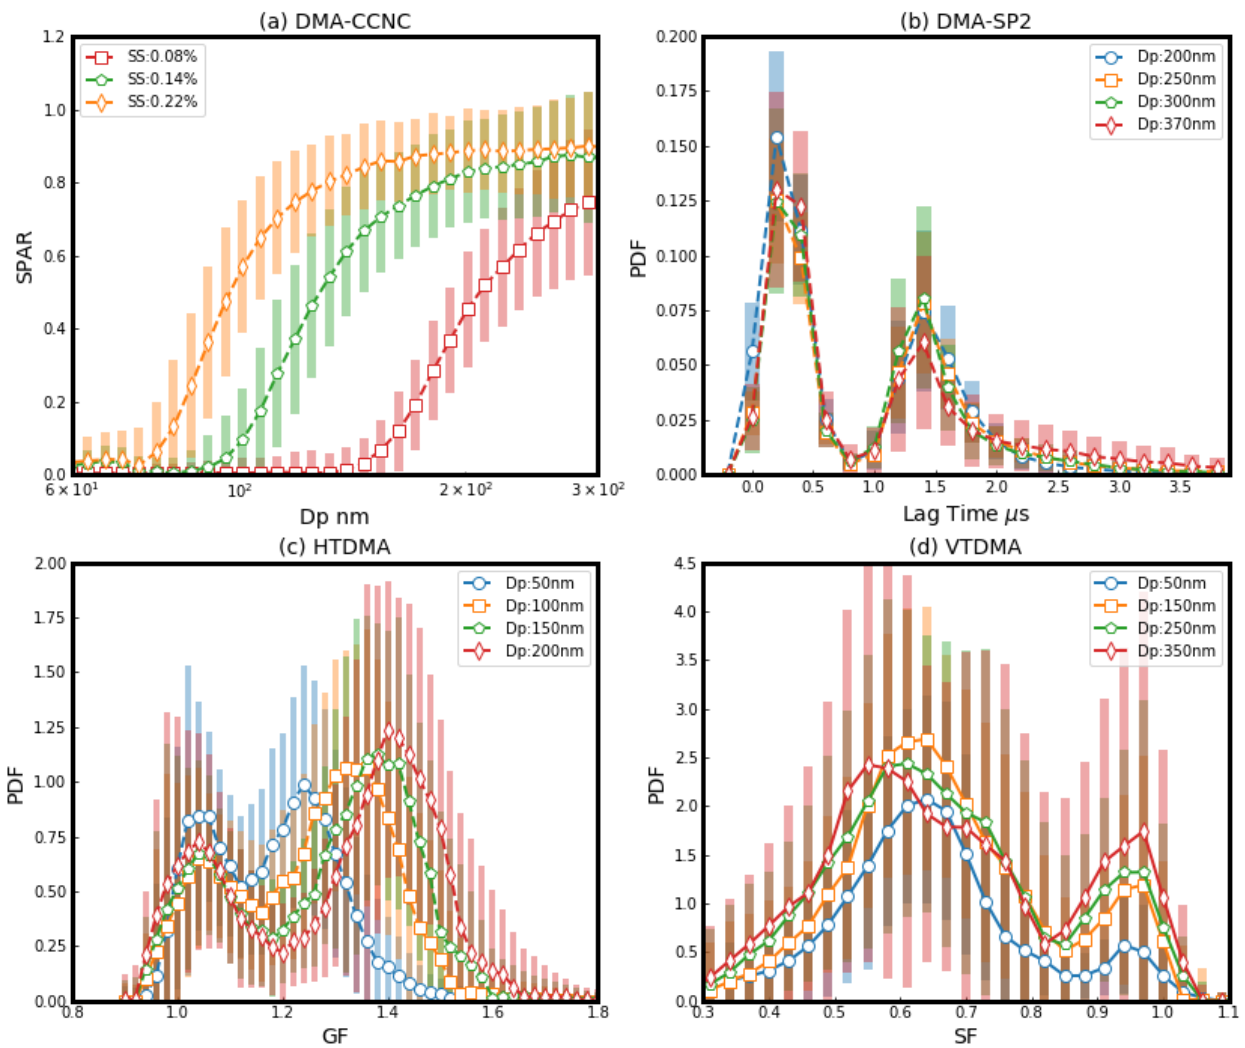 (a) DMA-CCNC
1.2
1.0
0.8
0.6
0.4
0.2
0.0
SPAR
SS:0.08%
SS:0.14%
SS:0.22%
6 × 10¹
10²
2 × 10²
3 × 10²
Dp nm
(b) DMA-SP2
0.200
0.175
0.150
0.125
0.100
0.075
0.050
0.025
0.000
PDF
Dp:200nm
Dp:250nm
Dp:300nm
Dp:370nm
0.0
0.5
1.0
1.5
2.0
2.5
3.0
3.5
Lag Time μs
(c) HTDMA
2.00
1.75
1.50
1.25
1.00
0.75
0.50
0.25
0.00
PDF
Dp:50nm
Dp:100nm
Dp:150nm
Dp:200nm
0.8
1.0
1.2
1.4
1.6
1.8
GF
(d) VTDMA
4.5
4.0
3.5
3.0
2.5
2.0
1.5
1.0
0.5
0.0
PDF
Dp:50nm
Dp:150nm
Dp:250nm
Dp:350nm
0.3
0.4
0.5
0.6
0.7
0.8
0.9
1.0
1.1
SF